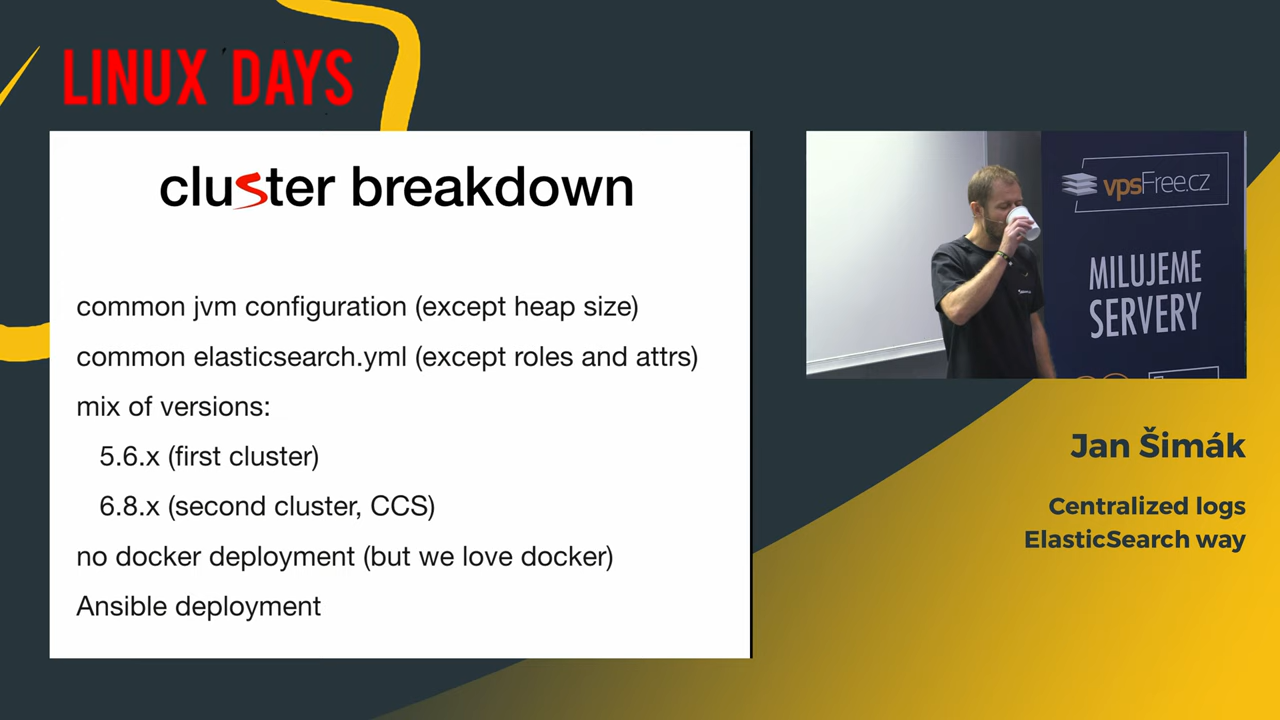 LINUX DAYS
cluster breakdown
common jvm configuration (except heap size)
common elasticsearch.yml (except roles and attrs)
mix of versions:
5.6.x (first cluster)
6.8.x (second cluster, CCS)
no docker deployment (but we love docker)
Ansible deployment
vpsFree.cz
MILUJEME
SERVERY
Jan Šimák
Centralized logs
ElasticSearch way